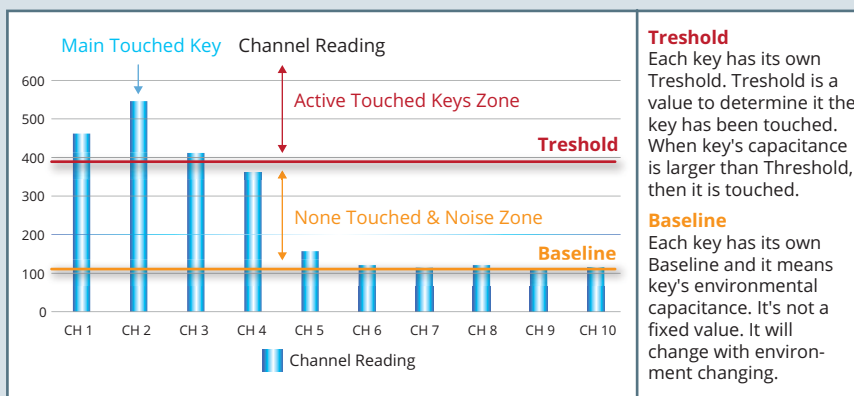 Main Touched Key
Channel Reading
600
500
400
300
200
100
0
Active Touched Keys Zone
Treshold
None Touched & Noise Zone
Baseline
CH 1 CH 2 CH 3 CH 4 CH 5 CH 6 CH 7 CH 8 CH 9 CH 10
Channel Reading
Treshold
Each key has its own
Treshold. Treshold is a
value to determine it the
key has been touched.
When key's capacitance
is larger than Threshold,
then it is touched.
Baseline
Each key has its own
Baseline and it means
key's environmental
capacitance. It's not a
fixed value. It will
change with environ-
ment changing.